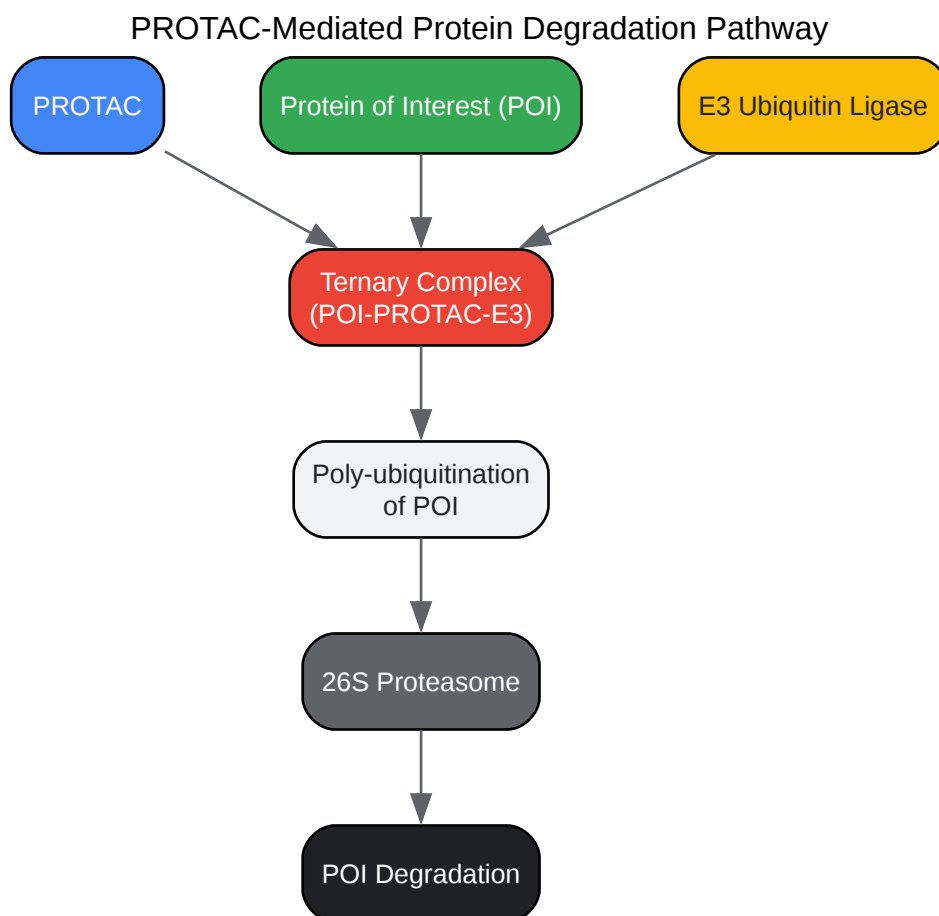 PROTAC-Mediated Protein Degradation Pathway
PROTAC
Protein of Interest (POI)
E3 Ubiquitin Ligase
Ternary Complex
(POI-PROTAC-E3)
Poly-ubiquitination
of POI
26S Proteasome
POI Degradation